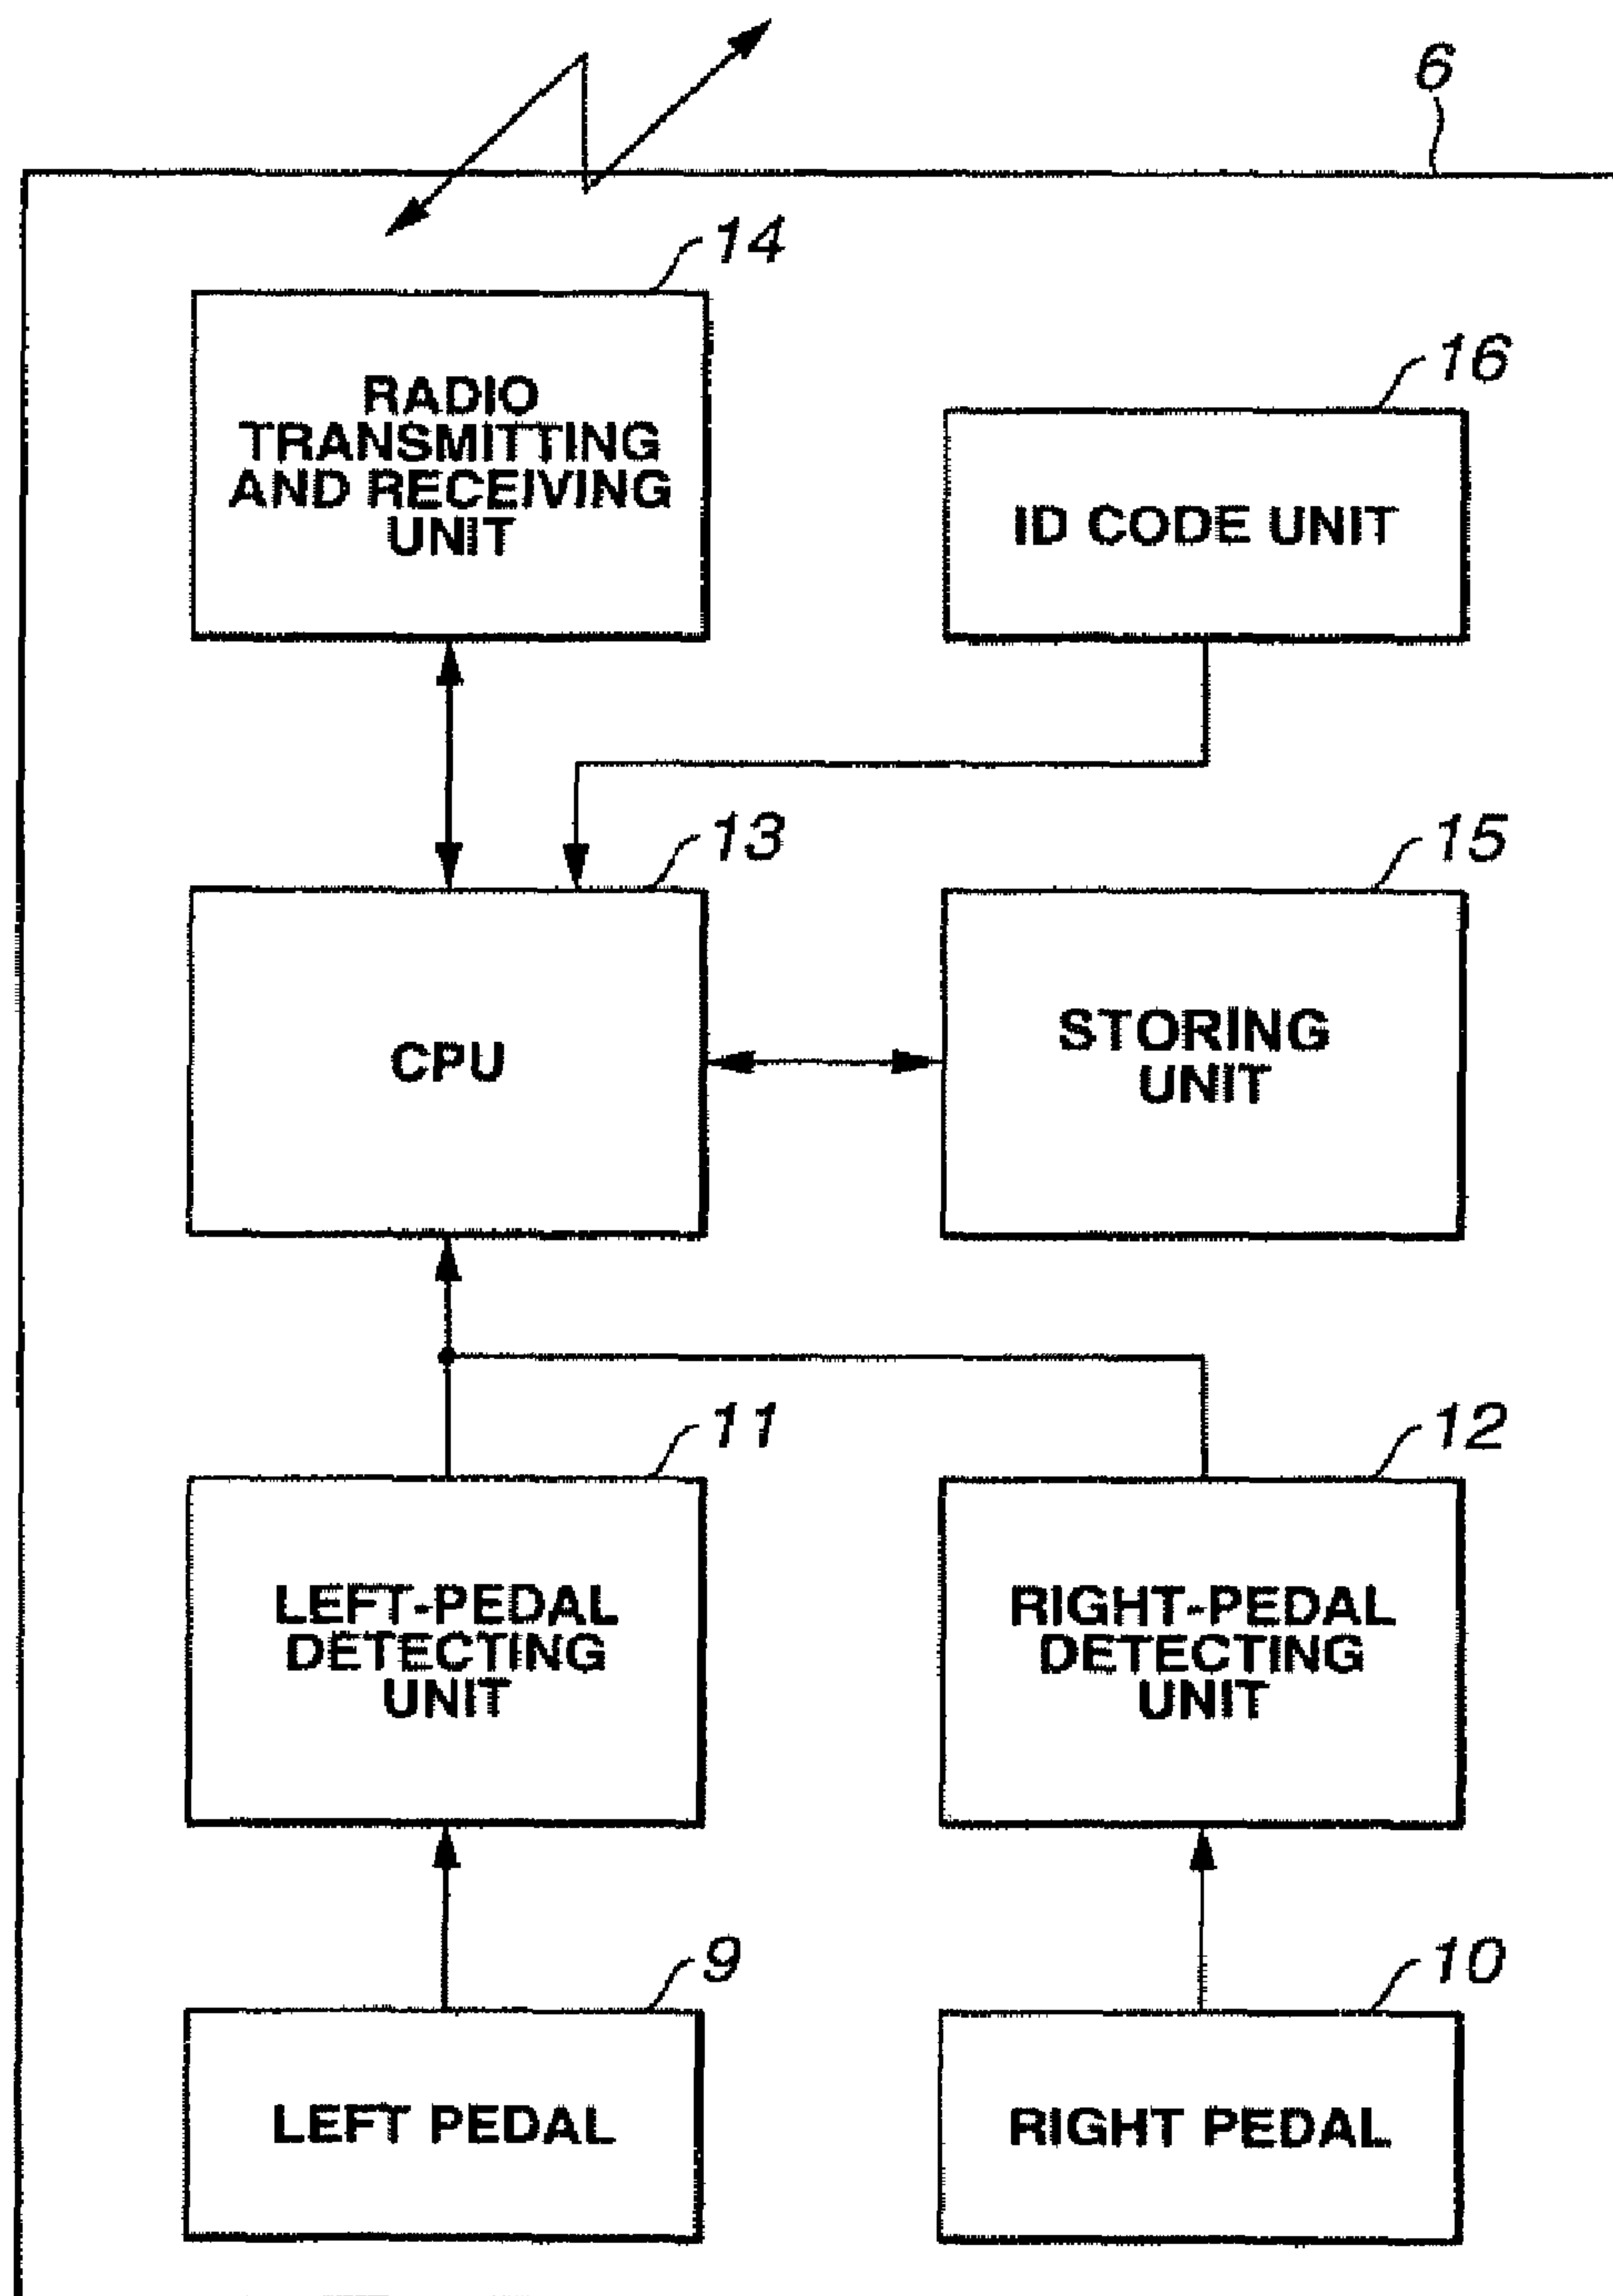 6
14
RADIO
TRANSMITTING
AND RECEIVING
UNIT
16
ID CODE UNIT
13
CPU
15
STORING
UNIT
11
LEFT-PEDAL
DETECTING
UNIT
12
RIGHT-PEDAL
DETECTING
UNIT
9
LEFT PEDAL
10
RIGHT PEDAL